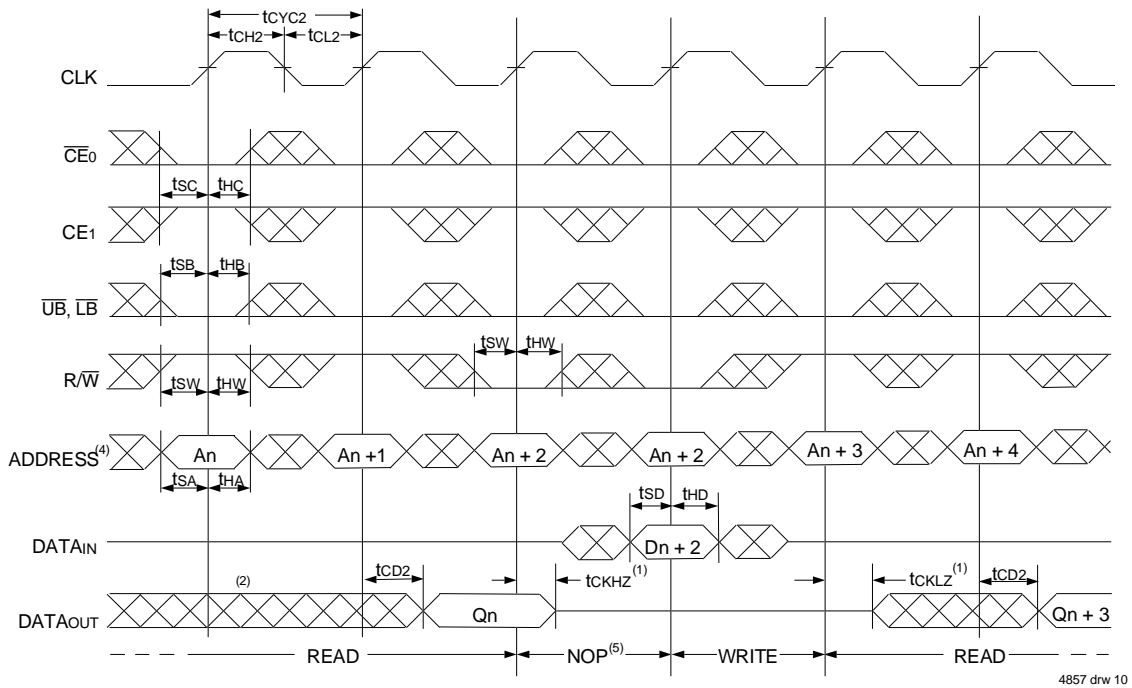 tCYC2
tCH2 tCL2
CLK
CE0
tSC tHC
CE1
tSB tHB
UB, LB
tSW tHW
R/W
tSW tHW
ADDRESS(4) An An +1 An + 2 An + 2 An + 3 An + 4
tSA tHA
tSD tHD
DATAIN Dn + 2
tCD2 tCKHZ(1) tCKLZ(1) tCD2
(2)
DATAOUT Qn Qn + 3
READ NOP(5) WRITE READ
4857 drw 10